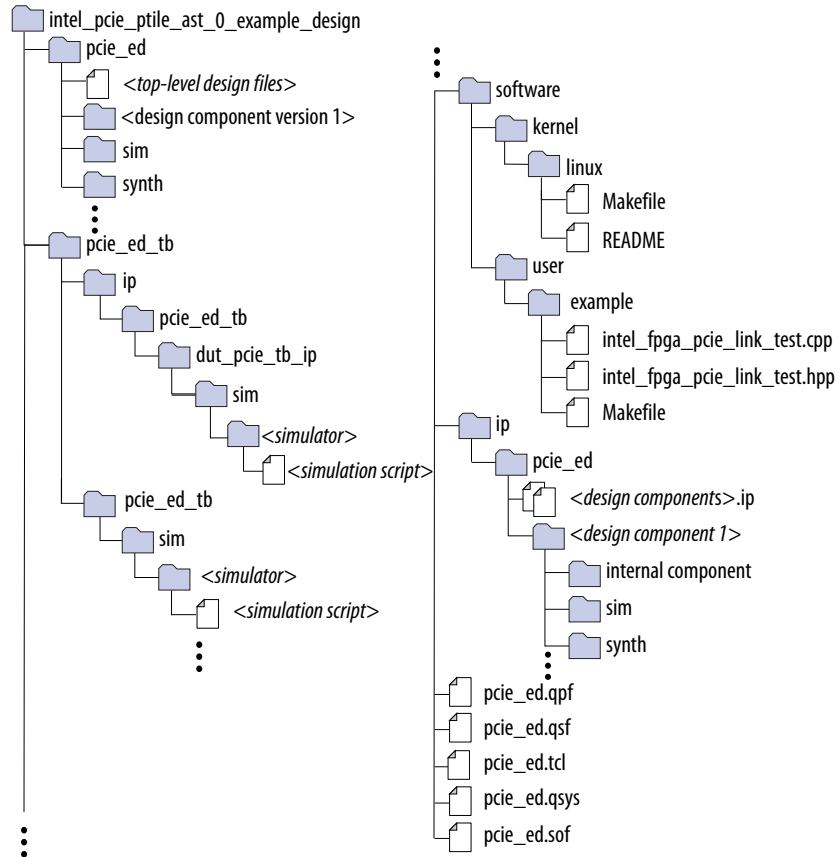 intel_pcie_ptile_ast_0_example_design
pcie_ed
<top-level design files>
<design component version 1>
sim
synth
pcie_ed_tb
ip
pcie_ed_tb
dut_pcie_tb_ip
sim
<simulator>
<simulation script>
pcie_ed_tb
sim
<simulator>
<simulation script>
software
kernel
linux
Makefile
README
user
example
intel_fpga_pcie_link_test.cpp
intel_fpga_pcie_link_test.hpp
Makefile
ip
pcie_ed
<design components>.ip
<design component 1>
internal component
sim
synth
pcie_ed.qpf
pcie_ed.qsf
pcie_ed.tcl
pcie_ed.qsys
pcie_ed.sof